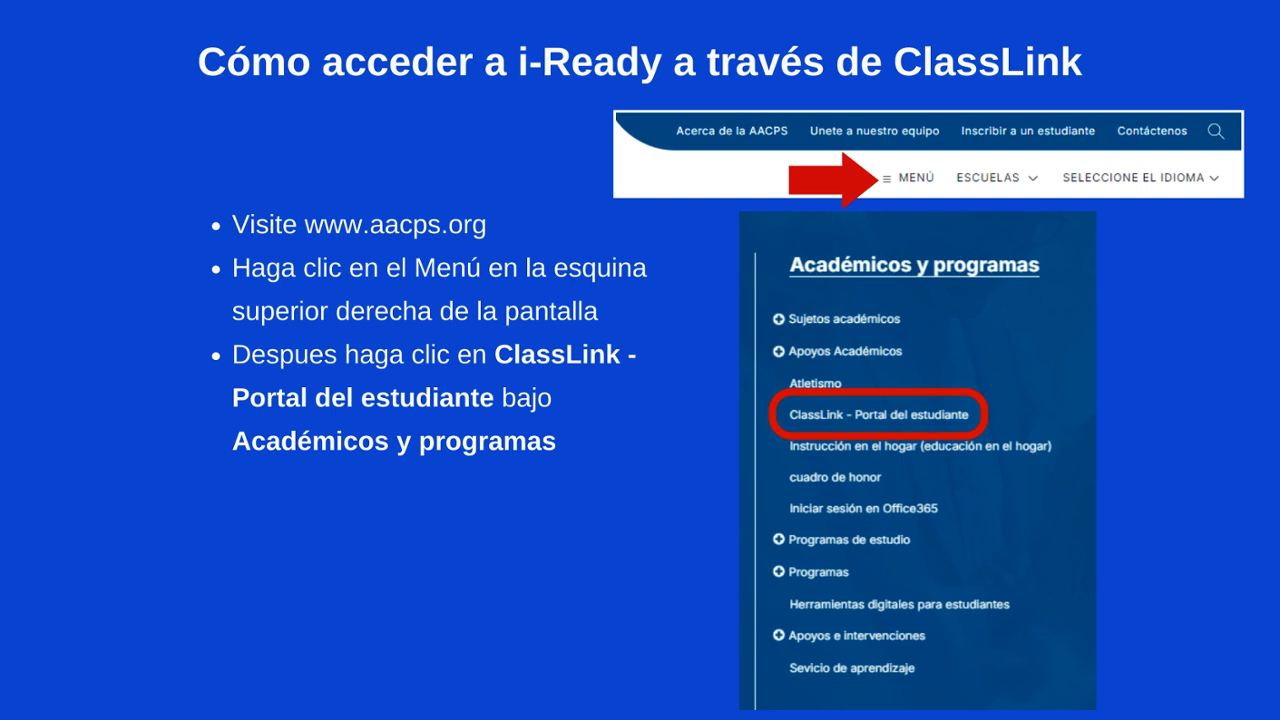 Cómo acceder a i-Ready a través de ClassLink
Acerca de la AACPS Unete a nuestro equipo Inscribir a un estudiante Contáctenos
MENÚ ESCUELAS SELECCIONE EL IDIOMA
• Visite www.aacps.org
• Haga clic en el Menú en la esquina
superior derecha de la pantalla
• Despues haga clic en ClassLink -
Portal del estudiante bajo
Académicos y programas
Académicos y programas
Sujetos académicos
Apoyos Académicos
Atletismo
ClassLink - Portal del estudiante
Instrucción en el hogar (educación en el hogar)
cuadro de honor
Iniciar sesión en Office365
Programas de estudio
Programas
Herramientas digitales para estudiantes
Apoyos e intervenciones
Sevicio de aprendizaje